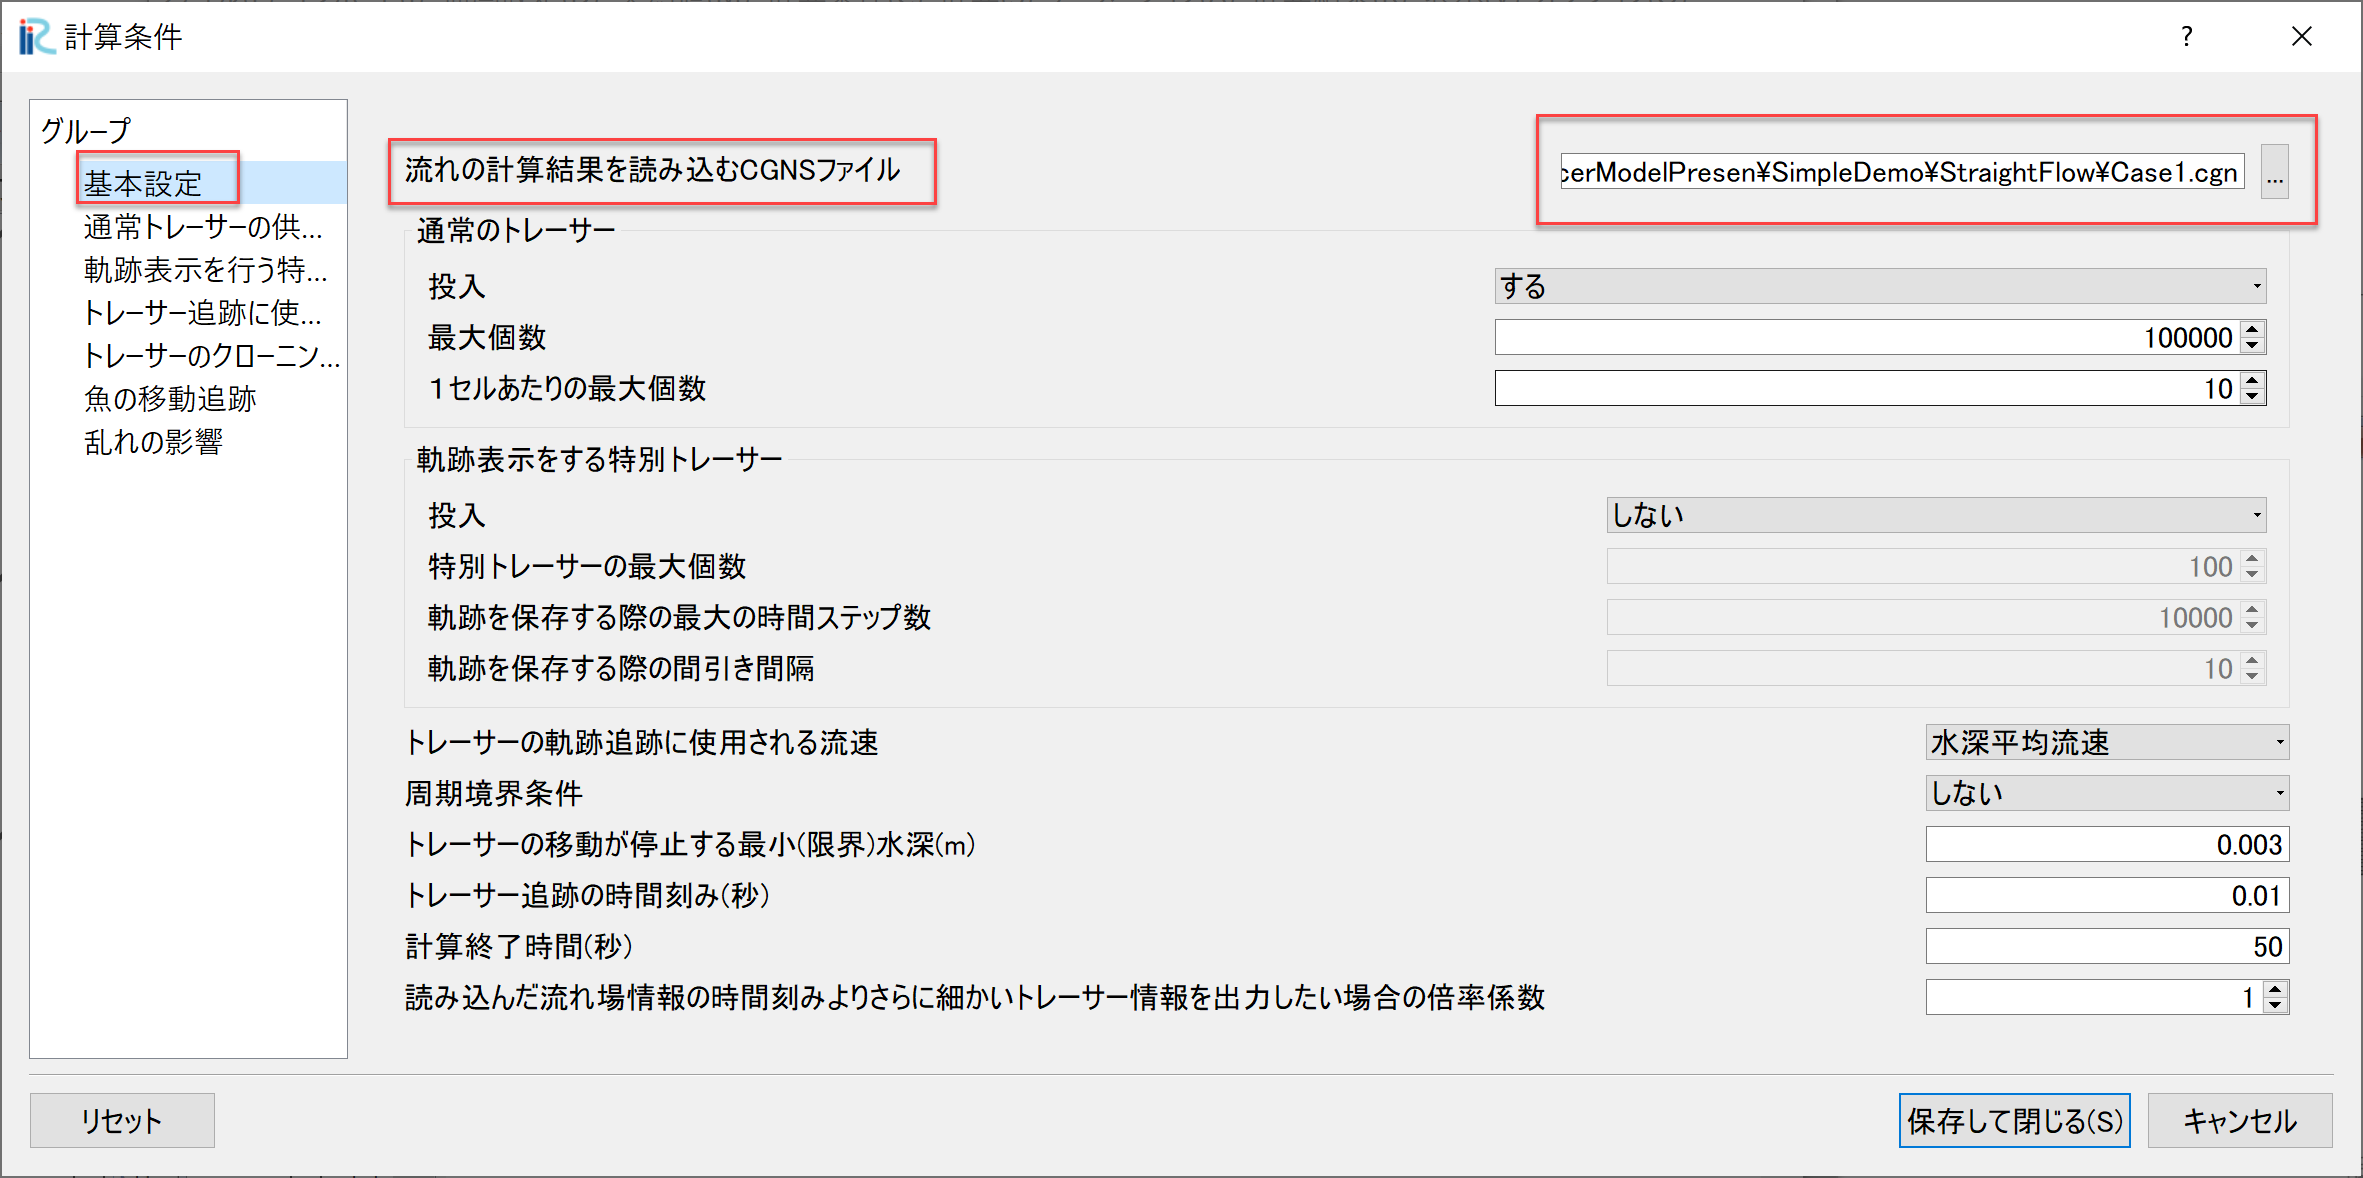 iRC 計算条件
?
グループ
基本設定
通常トレーサーの供...
軌跡表示を行う特...
トレーサー追跡に使...
トレーサーのクローニン...
魚の移動追跡
乱れの影響
流れの計算結果を読み込むCGNSファイル
cerModelPresen¥SimpleDemo¥StraightFlow¥Case1.cgn ...
通常のトレーサー
投入 する
最大個数 100000
1セルあたりの最大個数 10
軌跡表示をする特別トレーサー
投入 しない
特別トレーサーの最大個数 100
軌跡を保存する際の最大の時間ステップ数 10000
軌跡を保存する際の間引き間隔 10
トレーサーの軌跡追跡に使用される流速 水深平均流速
周期境界条件 しない
トレーサーの移動が停止する最小(限界)水深(m) 0.003
トレーサー追跡の時間刻み(秒) 0.01
計算終了時間(秒) 50
読み込んだ流れ場情報の時間刻みよりさらに細かいトレーサー情報を出力したい場合の倍率係数 1
リセット
保存して閉じる(S)
キャンセル